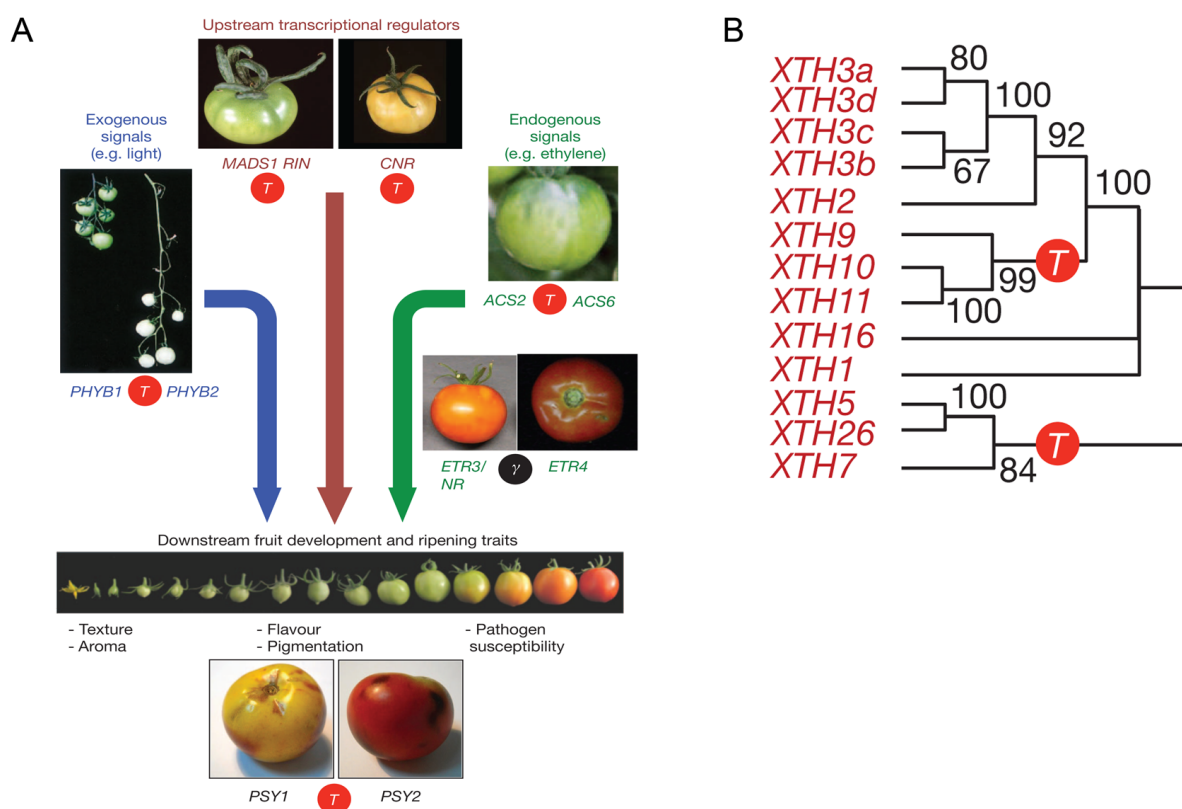 A
Upstream transcriptional regulators
Exogenous
signals
(e.g. light)
MADS1 RIN
CNR
T
T
Endogenous
signals
(e.g. ethylene)
ACS2 T ACS6
PHYB1 T PHYB2
ETR3/
NR
γ
ETR4
Downstream fruit development and ripening traits
- Texture
- Aroma
- Flavour
- Pigmentation
- Pathogen
susceptibility
PSY1 T PSY2
B
XTH3a
XTH3d
XTH3c
XTH3b
XTH2
XTH9
XTH10
XTH11
XTH16
XTH1
XTH5
XTH26
XTH7
80
100
67
92
100
99
T
100
100
84
T